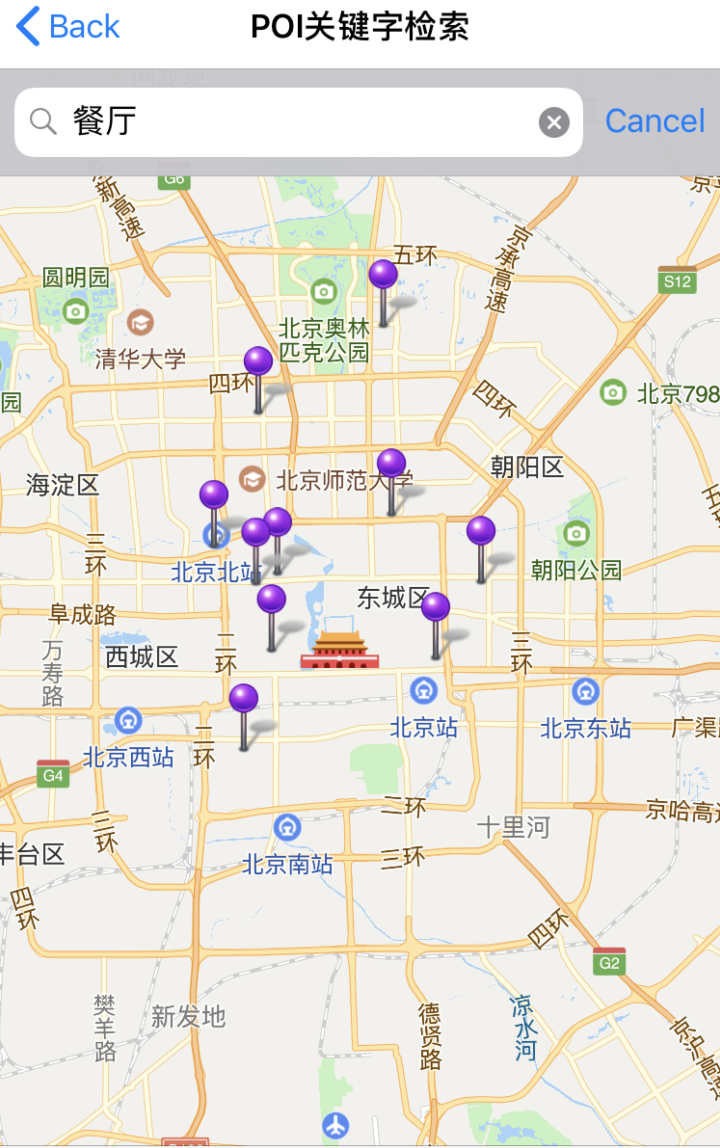 Back
POI关键字检索
餐厅
Cancel
新高速
G6
京
五环
京承高速
S12
圆明园
北京奥林
匹克公园
清华大学
四环
四环
北京798
园
朝阳区
北京师范大学
海淀区
五环
三环
北京北站
朝阳公园
东城区
阜成路
万寿路
西城区
二环
三环
北京站
北京东站
广渠
北京西站
二环
G4
二环
京哈高速
三环
十里河
丰台区
北京南站
三环
四环
四环
G2
樊羊路
新发地
德贤路
凉水河
京沪高速